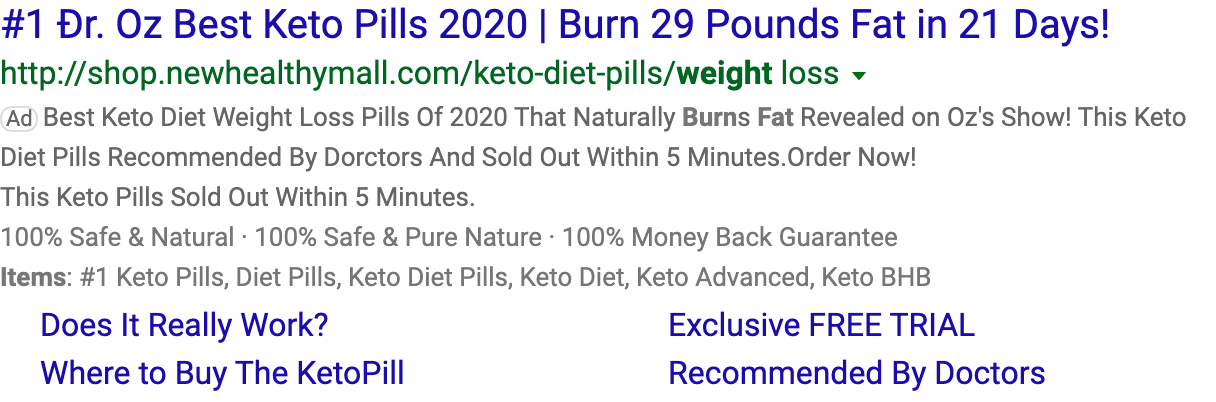 #1 Ðr. Oz Best Keto Pills 2020 | Burn 29 Pounds Fat in 21 Days!
http://shop.newhealthymall.com/keto-diet-pills/weight loss
Ad Best Keto Diet Weight Loss Pills Of 2020 That Naturally Burns Fat Revealed on Oz's Show! This Keto
Diet Pills Recommended By Dorctors And Sold Out Within 5 Minutes.Order Now!
This Keto Pills Sold Out Within 5 Minutes.
100% Safe & Natural · 100% Safe & Pure Nature · 100% Money Back Guarantee
Items: #1 Keto Pills, Diet Pills, Keto Diet Pills, Keto Diet, Keto Advanced, Keto BHB
Does It Really Work? Exclusive FREE TRIAL
Where to Buy The KetoPill Recommended By Doctors